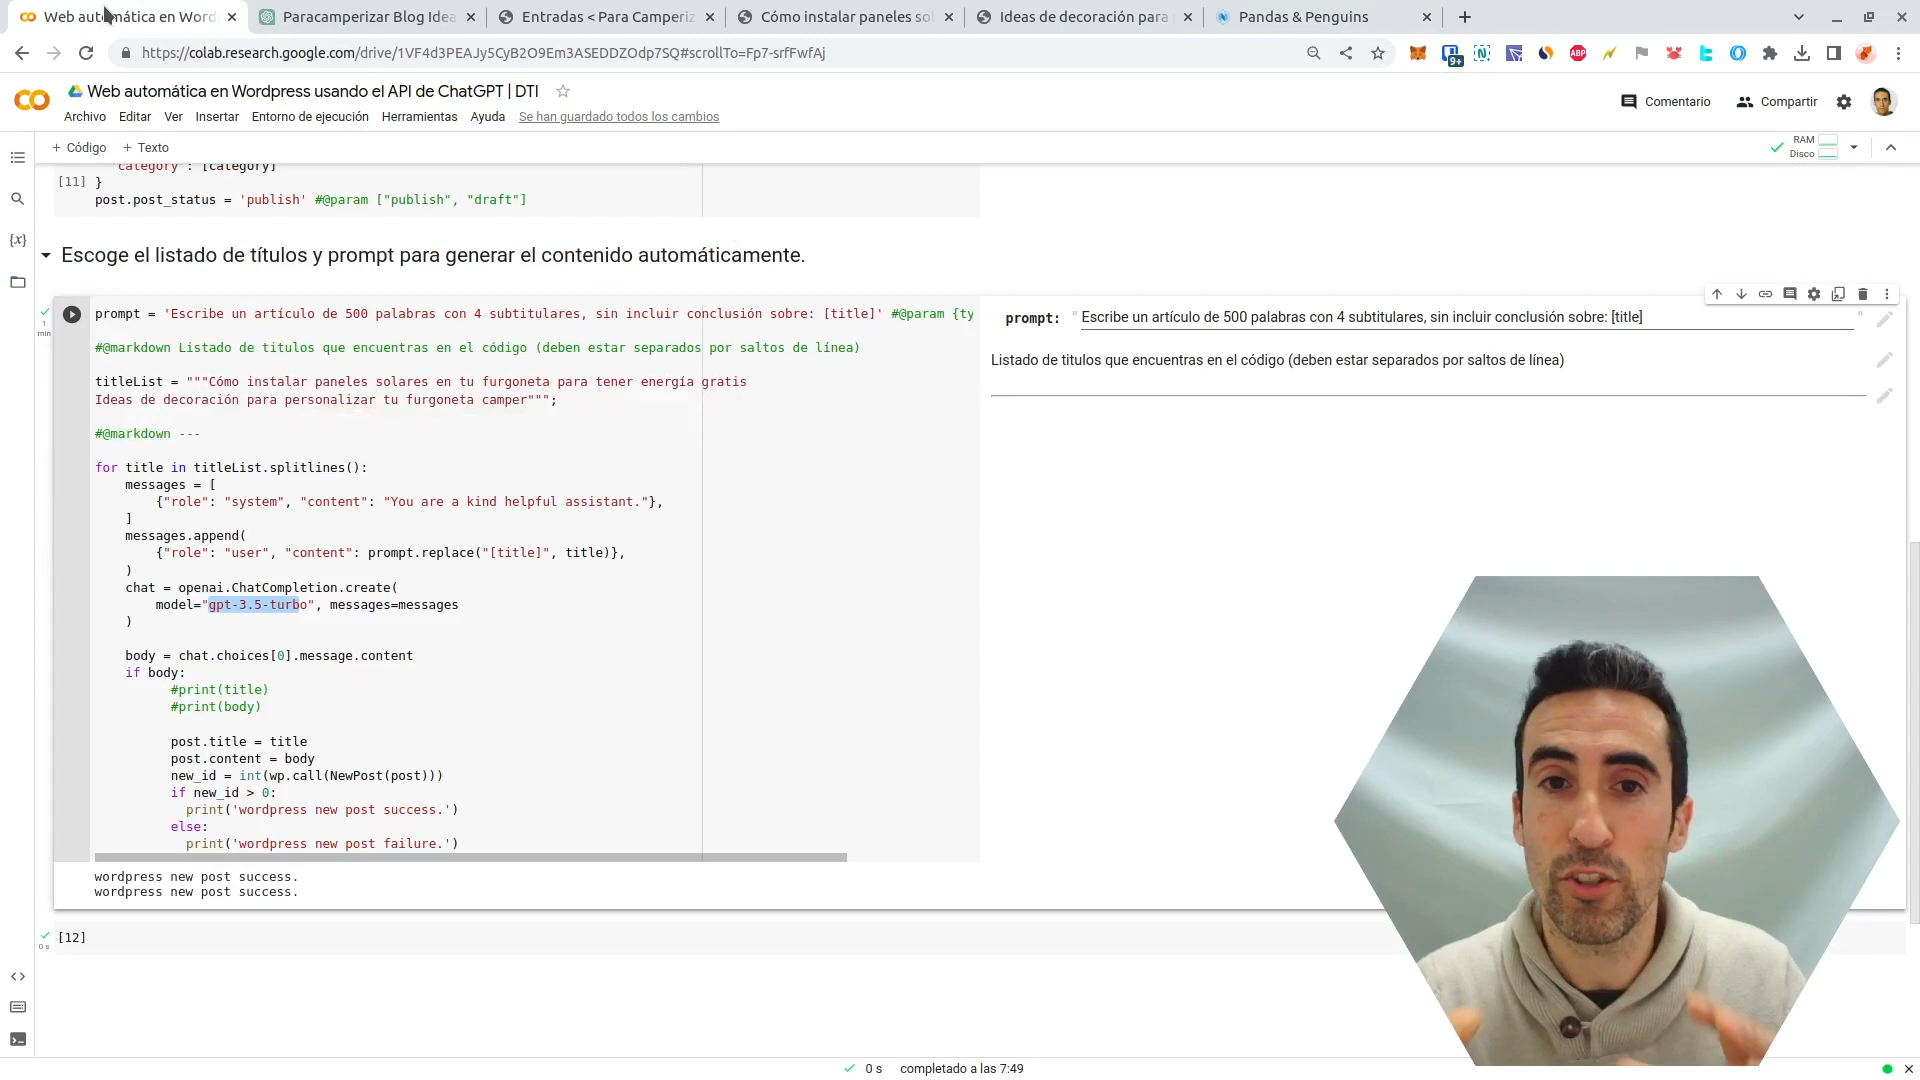 Web automática en Word
Paracamperizar Blog Idea
Entradas < Para Camperiz
Cómo instalar paneles so
Ideas de decoración para
Pandas & Penguins
https://colab.research.google.com/drive/1VF4d3PEAJy5CyB2O9Em3ASEDDZOdp7SQ#scrollTo=Fp7-srfFwfAj
9+
ABP
Web automática en Wordpress usando el API de ChatGPT | DTI
Archivo Editar Ver Insertar Entorno de ejecución Herramientas Ayuda Se han guardado todos los cambios
Comentario
Compartir
+ Código + Texto
RAM
Disco
'category': [category]
[11] }
post.post_status = 'publish' #@param ["publish", "draft"]
Escoge el listado de títulos y prompt para generar el contenido automáticamente.
1
min
prompt = 'Escribe un artículo de 500 palabras con 4 subtitulares, sin incluir conclusión sobre: [title]' #@param {ty
#@markdown Listado de titulos que encuentras en el código (deben estar separados por saltos de línea)
titleList = """Cómo instalar paneles solares en tu furgoneta para tener energía gratis
Ideas de decoración para personalizar tu furgoneta camper""";
#@markdown ---
for title in titleList.splitlines():
messages = [
{"role": "system", "content": "You are a kind helpful assistant."},
]
messages.append(
{"role": "user", "content": prompt.replace("[title]", title)},
)
chat = openai.ChatCompletion.create(
model="gpt-3.5-turbo", messages=messages
)
body = chat.choices[0].message.content
if body:
#print(title)
#print(body)
post.title = title
post.content = body
new_id = int(wp.call(NewPost(post)))
if new_id > 0:
print('wordpress new post success.')
else:
print('wordpress new post failure.')
prompt: "Escribe un artículo de 500 palabras con 4 subtitulares, sin incluir conclusión sobre: [title] "
Listado de titulos que encuentras en el código (deben estar separados por saltos de línea)
wordpress new post success.
wordpress new post success.
0 s
[12]
0 s completado a las 7:49